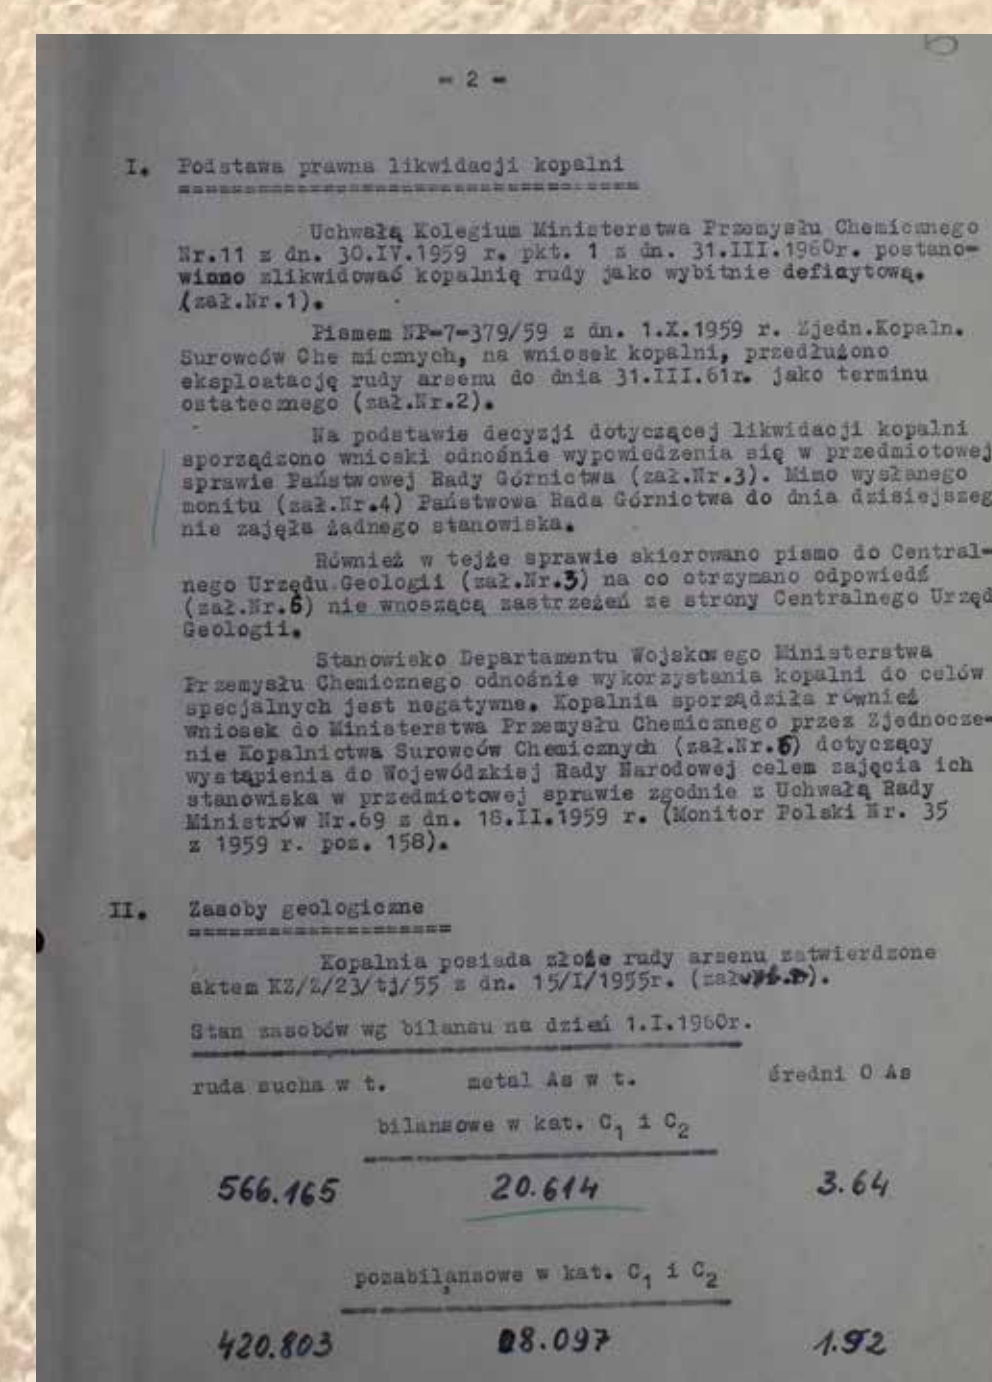 - 2 -
I. Podstawa prawna likwidacji kopalni
===================================
Uchwałą Kolegium Ministerstwa Przemysłu Chemicznego
Nr.11 z dn. 30.IV.1959 r. pkt. 1 z dn. 31.III.1960r. postano-
winno zlikwidować kopalnię rudy jako wybitnie deficytową.
(zał.Nr.1).
Pismem NP-7-379/59 z dn. 1.X.1959 r. Zjedn.Kopaln.
Surowców Che micznych, na wniosek kopalni, przedłużono
eksploatację rudy arsenu do dnia 31.III.61r. jako terminu
ostatecznego (zał.Nr.2).
Na podstawie decyzji dotyczącej likwidacji kopalni
sporządzono wnioski odnośnie wypowiedzenia się w przedmiotowej
sprawie Państwowej Rady Górnictwa (zał.Nr.3). Mimo wysłanego
monitu (zał.Nr.4) Państwowa Rada Górnictwa do dnia dzisiejszeg
nie zajęła żadnego stanowiska.
Również w tejże sprawie skierowano pismo do Central-
nego Urzędu Geologii (zał.Nr.) na co otrzymano odpowiedź
(zał.Nr.) nie wnoszącą zastrzeżeń ze strony Centralnego Urzęd
Geologii.
Stanowisko Departamentu Wojskowego Ministerstwa
Przemysłu Chemicznego odnośnie wykorzystania kopalni do celów
specjalnych jest negatywne. Kopalnia sporządziła również
wniosek do Ministerstwa Przemysłu Chemicznego przez Zjednocze-
nie Kopalnictwa Surowców Chemicznych (zał.Nr.) dotyczący
wystąpienia do Wojewódzkiej Rady Narodowej celem zajęcia ich
stanowiska w przedmiotowej sprawie zgodnie z Uchwałą Rady
Ministrów Nr.69 z dn. 18.II.1959 r. (Monitor Polski Nr. 35
z 1959 r. poz. 158).
II. Zasoby geologiczne
====================
Kopalnia posiada złoże rudy arsenu zatwierdzone
aktem KZ/Z/23/tj/55 z dn. 15/I/1955r.
Stan zasobów wg bilansu na dzień 1.I.1960r.
ruda sucha w t. metal As w t. średni 0 As
bilansowe w kat. C1 i C2
566.165 20.614 3.64
pozabilansowe w kat. C1 i C2
420.803 8.097 1.92